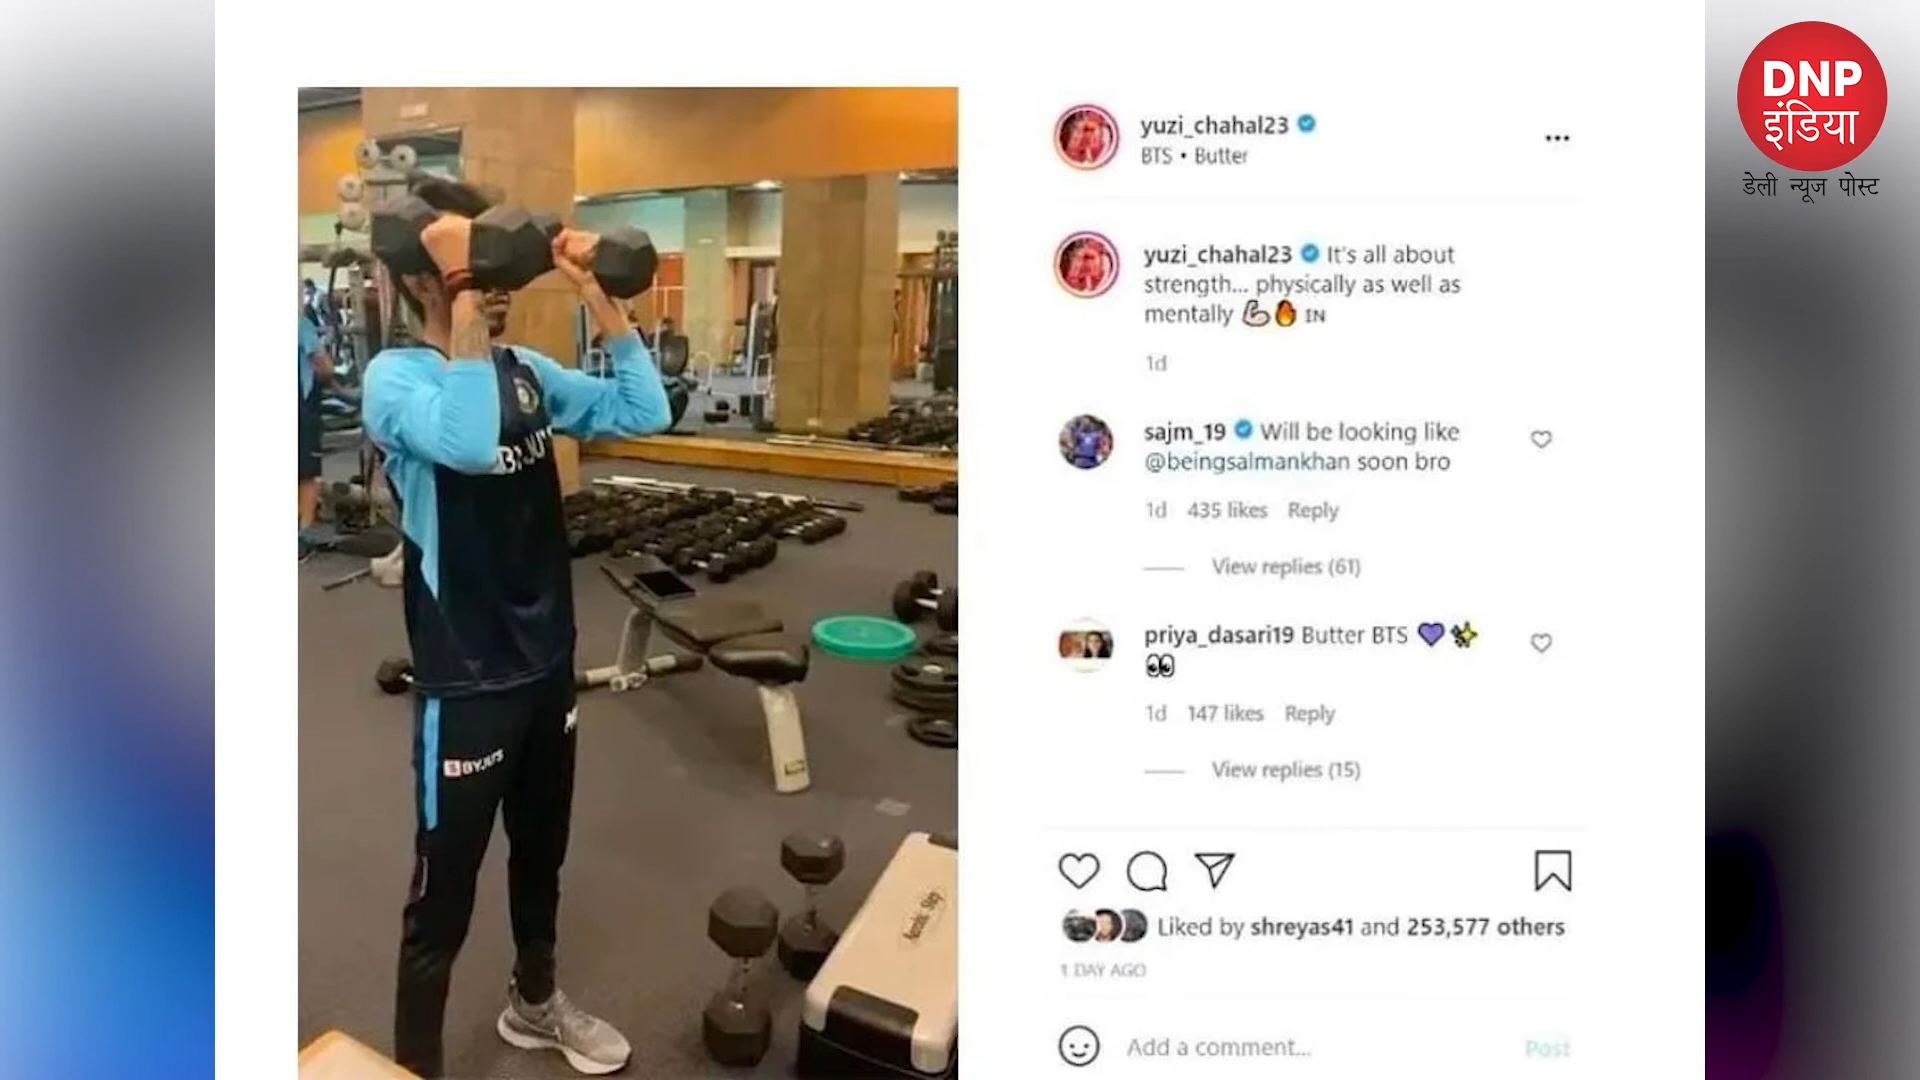 DNP
इंडिया
डेली न्यूज पोस्ट
yuzi_chahal23
BTS • Butter
yuzi_chahal23 It's all about
strength... physically as well as
mentally 💪🔥 IN
1d
sajm_19 Will be looking like
@beingsalmankhan soon bro
1d 435 likes Reply
View replies (61)
priya_dasari19 Butter BTS 💜✨
👀
1d 147 likes Reply
View replies (15)
Liked by shreyas41 and 253,577 others
1 DAY AGO
Add a comment... Post
BYJU'S
BYJU'S
Aerobic Step